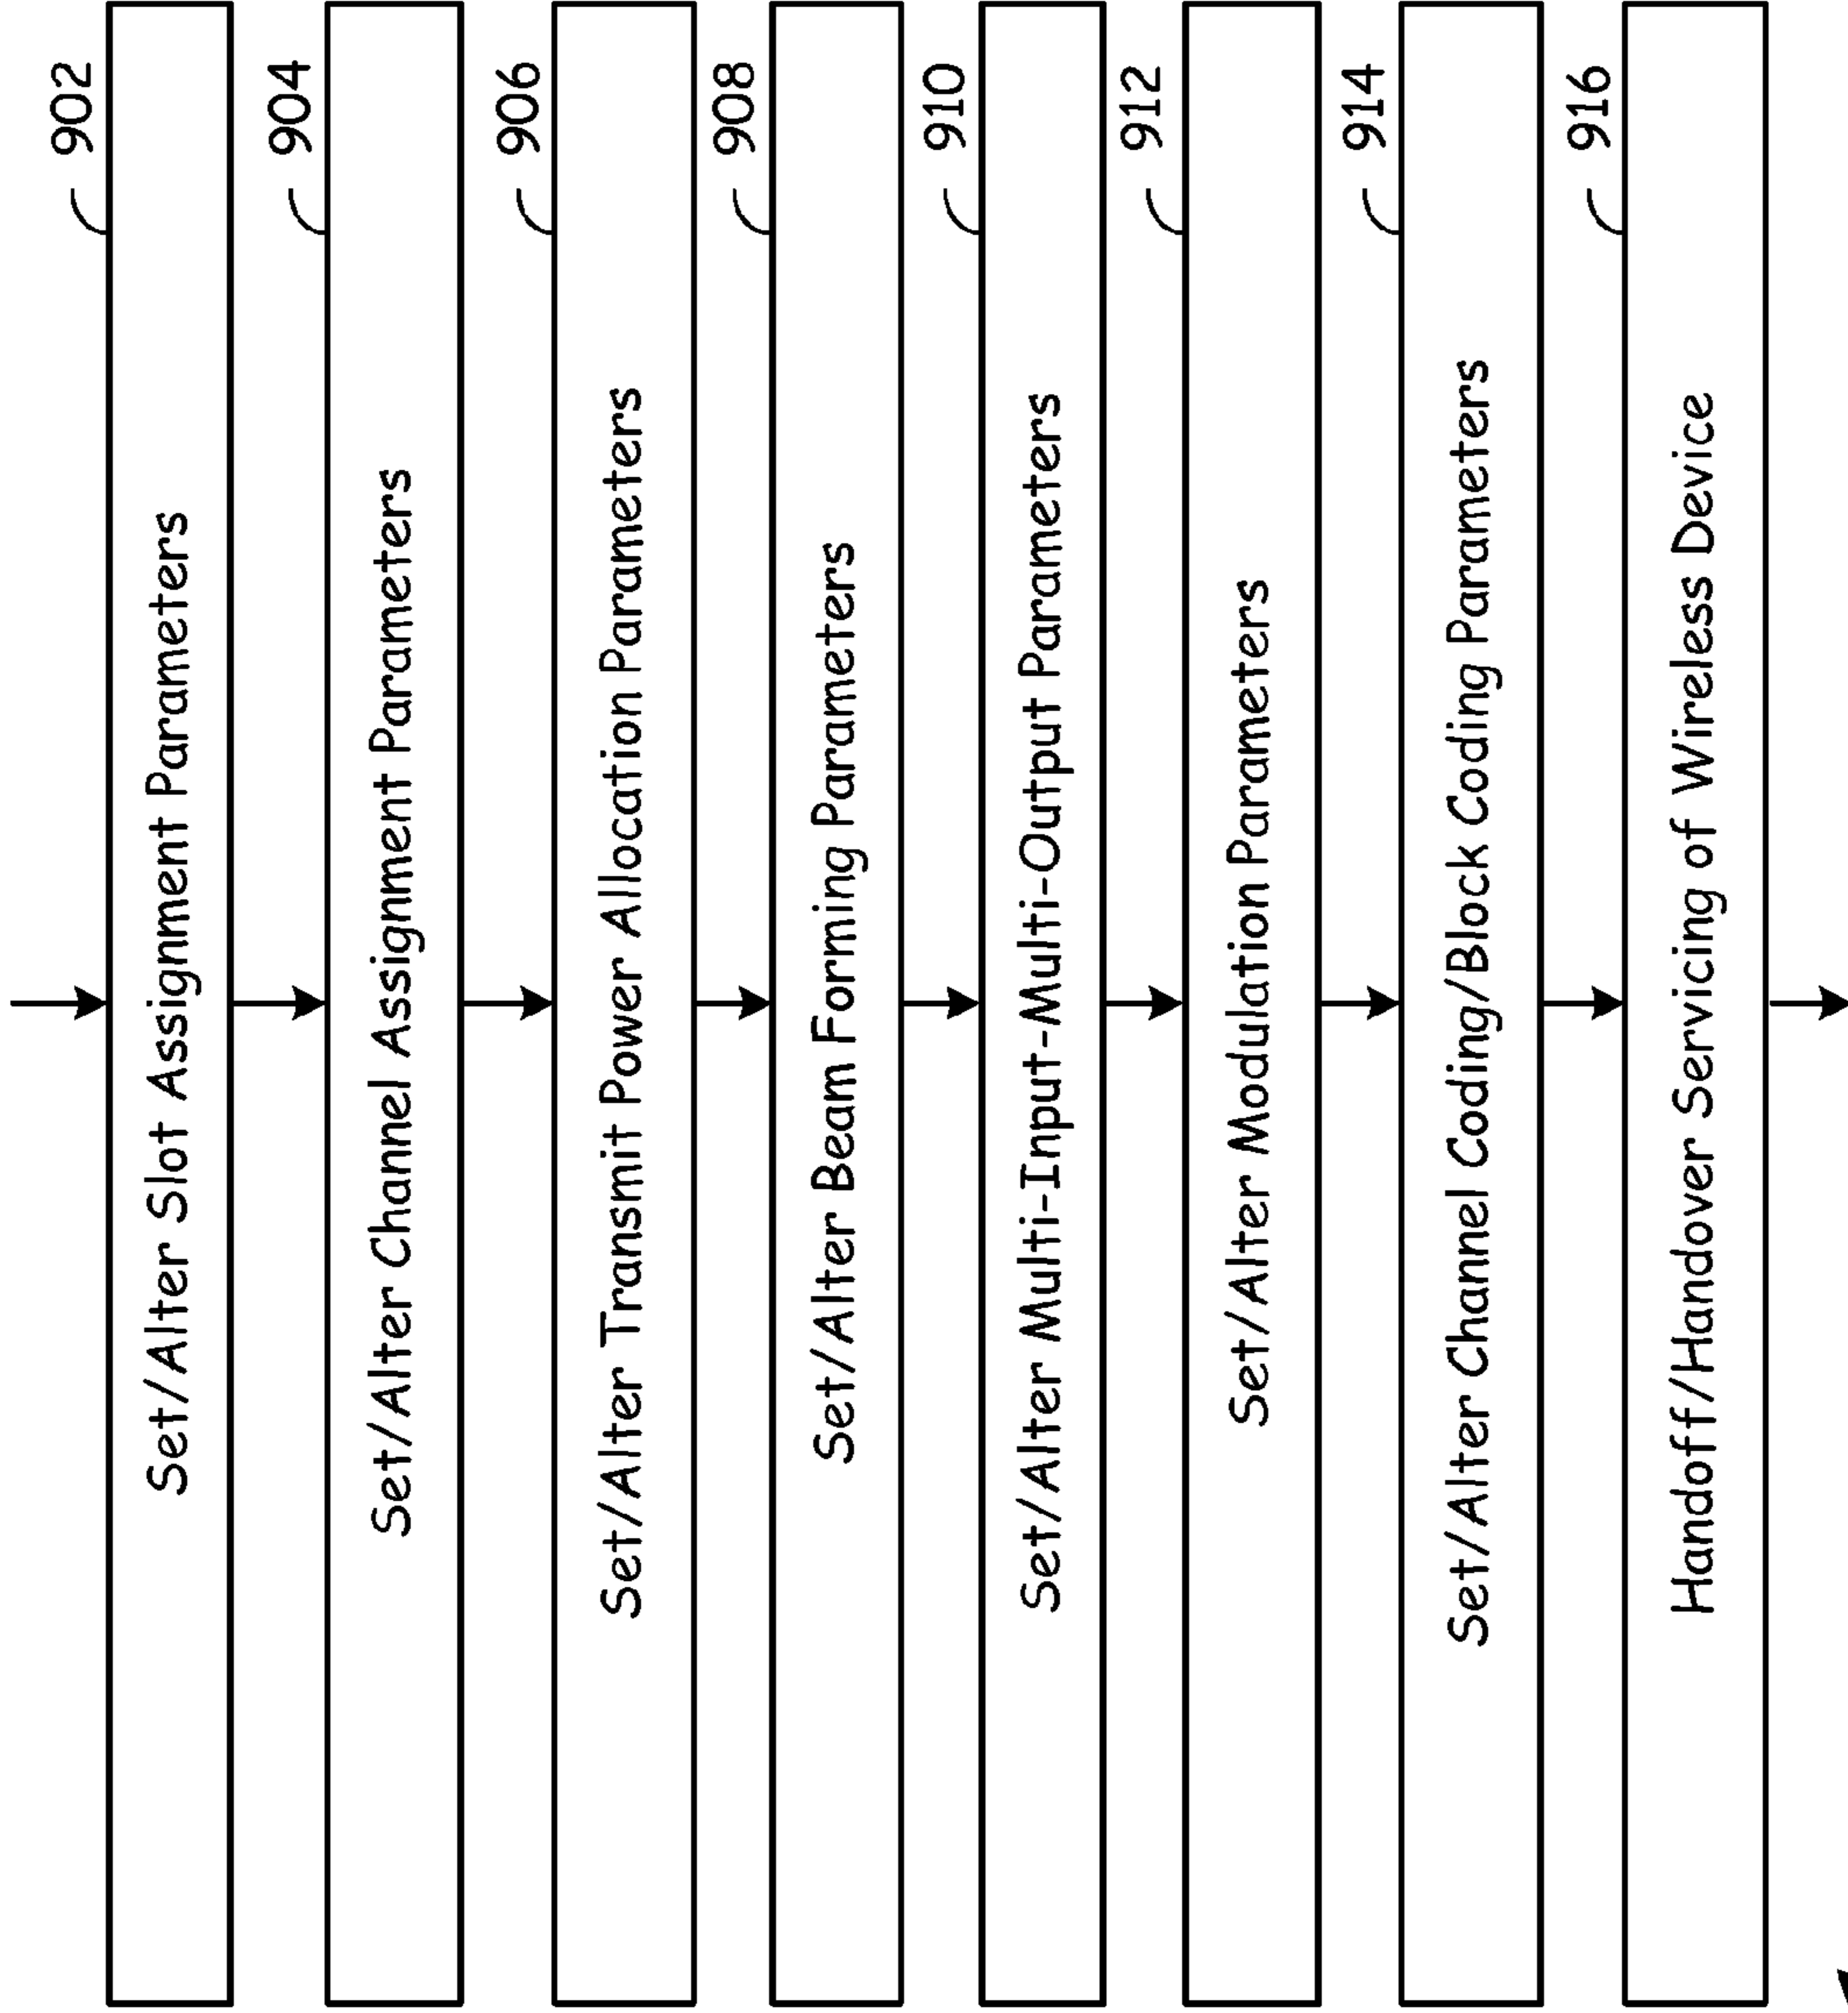 902
Set/Alter Slot Assignment Parameters
904
Set/Alter Channel Assignment Parameters
906
Set/Alter Transmit Power Alllocation Parameters
908
Set/Alter Beam Forming Parameters
910
Set/Alter Multi-Input-Multi-Output Parameters
912
Set/Alter Modulation Parameters
914
Set/Alter Channel Coding/Block Coding Parameters
916
Handoff/Handover Servicing of Wireless Device